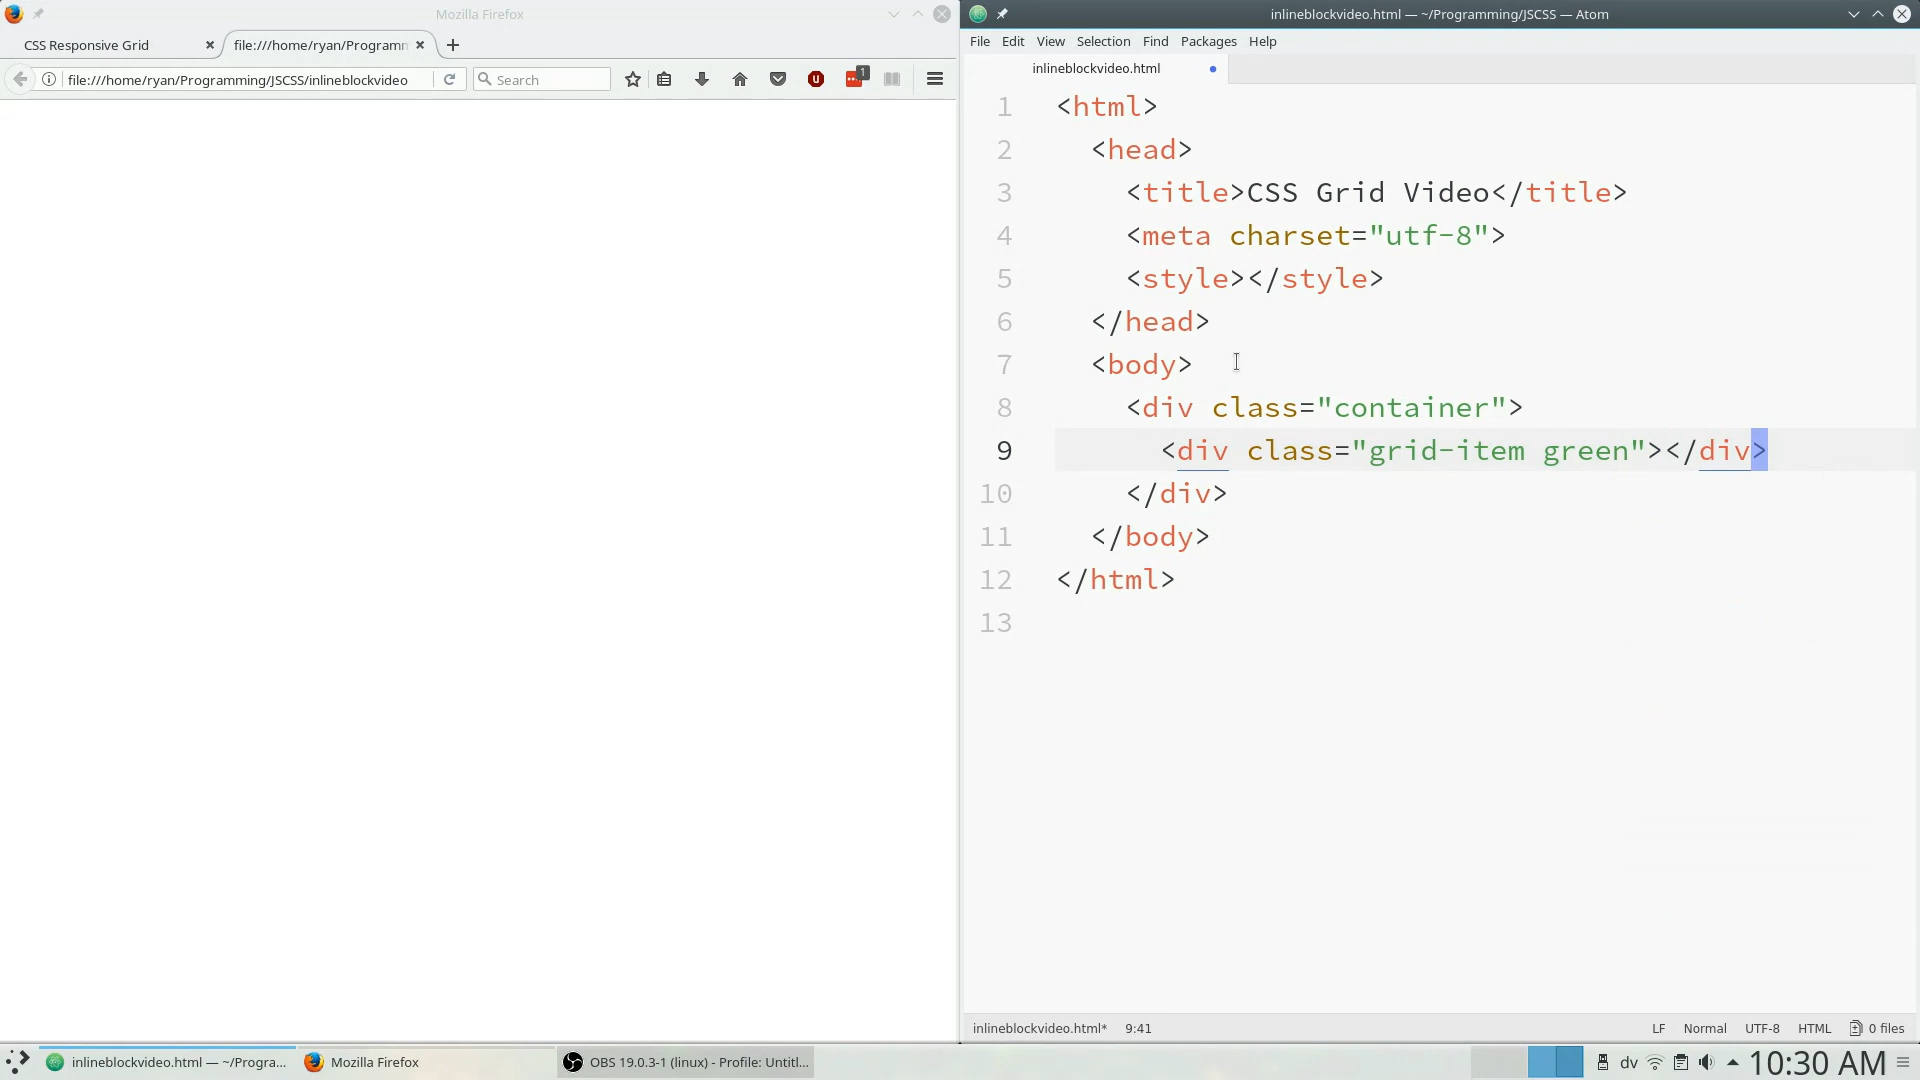 Mozilla Firefox
CSS Responsive Grid
file:///home/ryan/Programm
file:///home/ryan/Programming/JSCSS/inlineblockvideo
Search
1
inlineblockvideo.html — ~/Programming/JSCSS — Atom
File Edit View Selection Find Packages Help
inlineblockvideo.html
1 <html>
2 <head>
3 <title>CSS Grid Video</title>
4 <meta charset="utf-8">
5 <style></style>
6 </head>
7 <body>
8 <div class="container">
9 <div class="grid-item green"></div>
10 </div>
11 </body>
12 </html>
13
inlineblockvideo.html* 9:41
LF Normal UTF-8 HTML 0 files
inlineblockvideo.html — ~/Progra...
Mozilla Firefox
OBS 19.0.3-1 (linux) - Profile: Untitl...
dv
10:30 AM